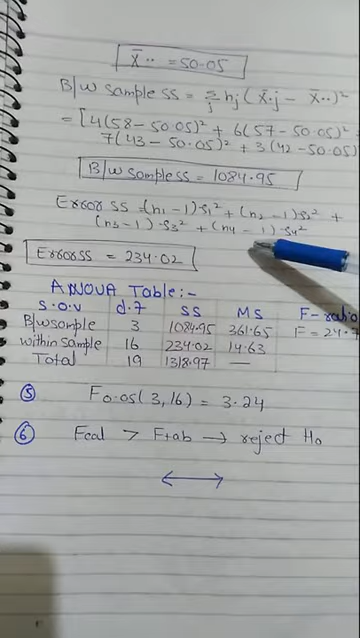 X̄.. = 50.05
B/W sample SS = Σj nj (X̄.j - X̄..)²
= [4(58 - 50.05)² + 6(57 - 50.05)²
7(43 - 50.05)² + 3(42 - 50.05)
B/W sample SS = 1084.95
Error SS = (n1 - 1)s1² + (n2 - 1)s2² +
(n3 - 1)s3² + (n4 - 1)s4²
Error SS = 234.02
ANOVA Table:-
S.O.V d.f SS MS F-ratio
B/W sample 3 1084.95 361.65 F = 24.7
within sample 16 234.02 14.63
Total 19 1318.97 —
⑤ F0.05(3,16) = 3.24
⑥ Fcal > Ftab → reject H0